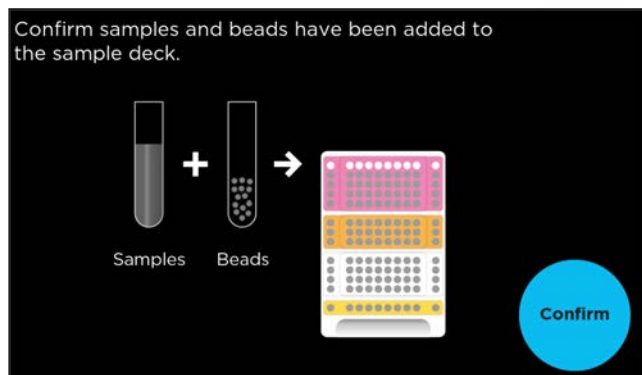 Confirm samples and beads have been added to
the sample deck.
Samples
Beads
Confirm